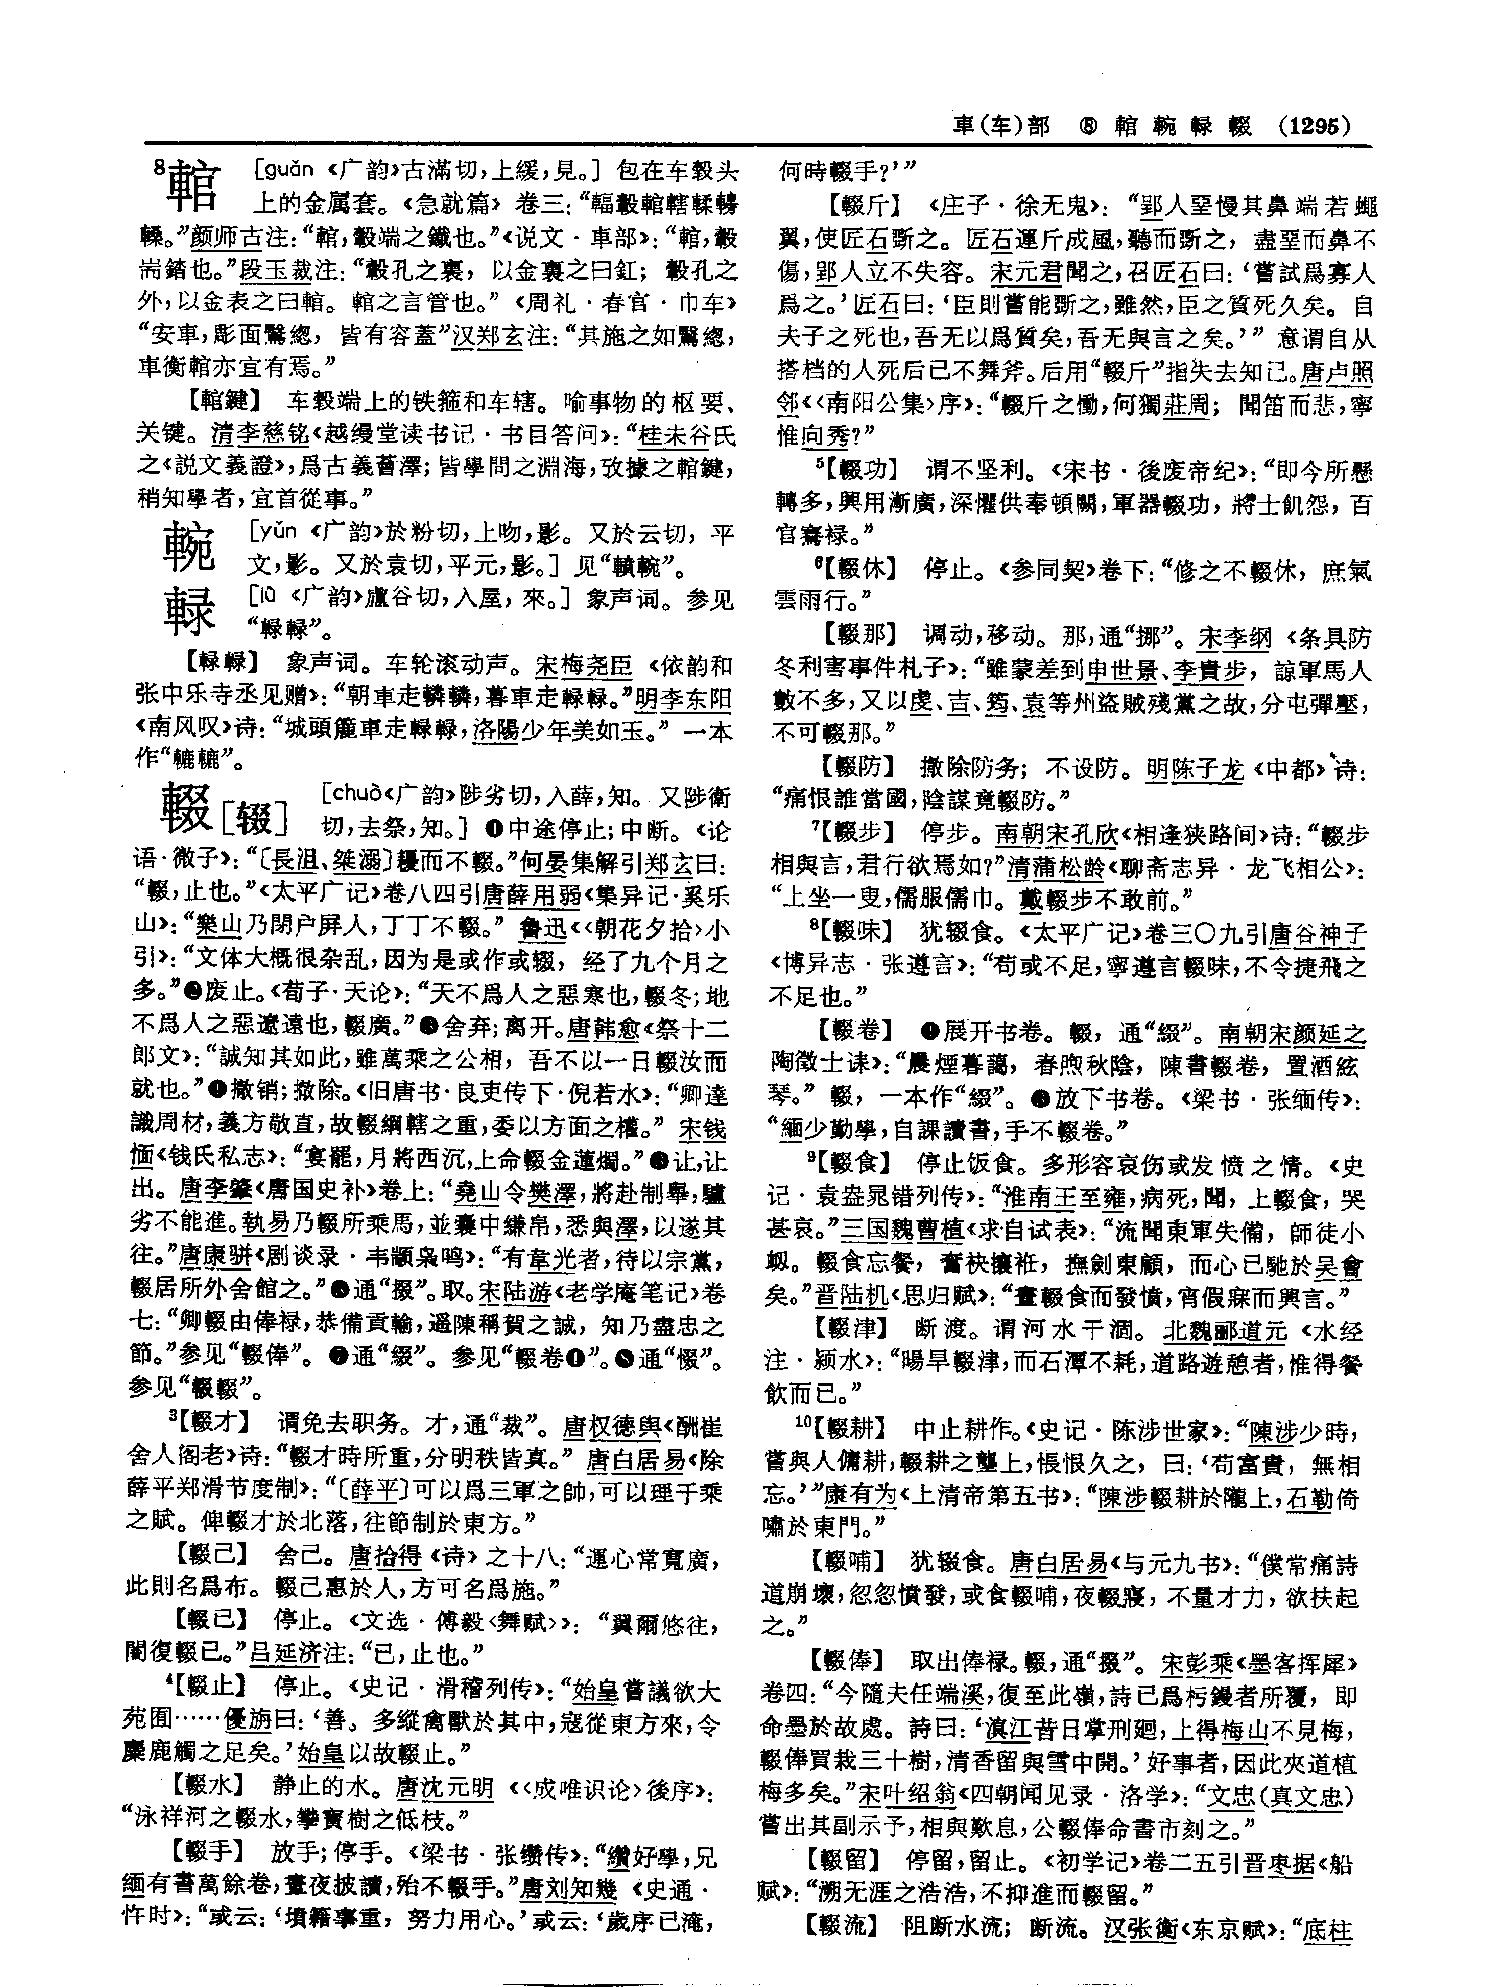 車(车)部 ⑧ 輨 䡝 䡜 輟 (1295)
8輨 [guǎn《广韵》古滿切,上緩,見。] 包在车毂头
上的金属套。《急就篇》卷三:“輻轂輨轄輮轑
轑。”颜师古注:“輨,轂端之鐵也。”《说文·車部》:“輨,轂
耑錔也。”段玉裁注:“轂孔之裏,以金裏之曰釭;轂孔之
外,以金表之曰輨。輨之言管也。”《周礼·春官·巾车》
“安車,彫面鷖總,皆有容蓋”汉郑玄注:“其施之如鷖總,
車衡輨亦宜有焉。”
【輨鍵】 车毂端上的铁箍和车辖。喻事物的枢要、
关键。清李慈铭《越缦堂读书记·书目答问》:“桂未谷氏
之《說文義證》,爲古義薈澤;皆學問之淵海,攷據之輨鍵,
稍知學者,宜首從事。”
䡝 [yǔn《广韵》於粉切,上吻,影。又於云切,平
文,影。又於袁切,平元,影。] 见“轒䡝”。
䡜 [lù《广韵》盧谷切,入屋,來。] 象声词。参见
“䡜䡜”。
【䡜䡜】 象声词。车轮滚动声。宋梅尧臣《依韵和
张中乐寺丞见赠》:“朝車走轔轔,暮車走䡜䡜。”明李东阳
《南风叹》诗:“城頭簏車走䡜䡜,洛陽少年美如玉。”一本
作“轆轆”。
輟[辍] [chuò《广韵》陟劣切,入薛,知。又陟衛
切,去祭,知。] ❶中途停止;中断。《论
语·微子》:“〔長沮、桀溺〕耰而不輟。”何晏集解引郑玄曰:
“輟,止也。”《太平广记》卷八四引唐薛用弱《集异记·奚乐
山》:“樂山乃閉户屏人,丁丁不輟。”鲁迅《〈朝花夕拾〉小
引》:“文体大概很杂乱,因为是或作或辍,经了九个月之
多。”❷废止。《荀子·天论》:“天不爲人之惡寒也,輟冬;地
不爲人之惡遼遠也,輟廣。”❸舍弃;离开。唐韩愈《祭十二
郎文》:“誠知其如此,雖萬乘之公相,吾不以一日輟汝而
就也。”❹撤销;撤除。《旧唐书·良吏传下·倪若水》:“卿達
識周材,義方敬直,故輟綱轄之重,委以方面之權。”宋钱
愐《钱氏私志》:“宴罷,月將西沉,上命輟金蓮燭。”❺让,让
出。唐李肇《唐国史补》卷上:“堯山令樊澤,將赴制舉,驢
劣不能進。執易乃輟所乘馬,並囊中縑帛,悉與澤,以遂其
往。”唐康骈《剧谈录·韦颛枭鸣》:“有韋光者,待以宗黨,
輟居所外舍館之。”❻通“掇”。取。宋陆游《老学庵笔记》卷
七:“卿輟由俸禄,恭備貢輸,遥陳稱賀之誠,知乃盡忠之
節。”参见“輟俸”。❼通“綴”。参见“輟卷❶”。❽通“惙”。
参见“輟輟”。
3【輟才】 谓免去职务。才,通“裁”。唐权德舆《酬崔
舍人阁老》诗:“輟才時所重,分明秩皆真。”唐白居易《除
薛平郑滑节度制》:“〔薛平〕可以爲三軍之帥,可以理千乘
之賦。俾輟才於北落,往節制於東方。”
【輟己】 舍己。唐拾得《诗》之十八:“運心常寬廣,
此則名爲布。輟己惠於人,方可名爲施。”
【輟已】 停止。《文选·傅毅〈舞赋〉》:“翼爾悠往,
闇復輟已。”吕延济注:“已,止也。”
4【輟止】 停止。《史记·滑稽列传》:“始皇嘗議欲大
苑囿……優旃曰:‘善。多縱禽獸於其中,寇從東方來,令
麋鹿觸之足矣。’始皇以故輟止。”
【輟水】 静止的水。唐沈元明《〈成唯识论〉後序》:
“泳祥河之輟水,攀寶樹之低枝。”
【輟手】 放手;停手。《梁书·张缵传》:“纘好學,兄
緬有書萬餘卷,晝夜披讀,殆不輟手。”唐刘知幾《史通·
忤时》:“或云:‘墳籍事重,努力用心。’或云:‘歲序已淹,
何時輟手?’”
【輟斤】 《庄子·徐无鬼》:“郢人堊慢其鼻端若蠅
翼,使匠石斲之。匠石運斤成風,聽而斲之,盡堊而鼻不
傷,郢人立不失容。宋元君聞之,召匠石曰:‘嘗試爲寡人
爲之。’匠石曰:‘臣則嘗能斲之,雖然,臣之質死久矣。自
夫子之死也,吾无以爲質矣,吾无與言之矣。’”意谓自从
搭档的人死后已不舞斧。后用“輟斤”指失去知己。唐卢照
邻《〈南阳公集〉序》:“輟斤之慟,何獨莊周;聞笛而悲,寧
惟向秀?”
5【輟功】 谓不坚利。《宋书·後废帝纪》:“即今所懸
轉多,興用漸廣,深懼供奉頓闕,軍器輟功,將士飢怨,百
官騫禄。”
6【輟休】 停止。《参同契》卷下:“修之不輟休,庶氣
雲雨行。”
【輟那】 调动,移动。那,通“挪”。宋李纲《条具防
冬利害事件札子》:“雖蒙差到申世景、李貴步,諒軍馬人
數不多,又以虔、吉、筠、袁等州盜賊殘黨之故,分屯彈壓,
不可輟那。”
【輟防】 撤除防务;不设防。明陈子龙《中都》诗:
“痛恨誰當國,陰謀竟輟防。”
7【輟步】 停步。南朝宋孔欣《相逢狭路间》诗:“輟步
相與言,君行欲焉如?”清蒲松龄《聊斋志异·龙飞相公》:
“上坐一叟,儒服儒巾。戴輟步不敢前。”
8【輟味】 犹辍食。《太平广记》卷三〇九引唐谷神子
《博异志·张遵言》:“苟或不足,寧遵言輟味,不令捷飛之
不足也。”
【輟卷】 ❶展开书卷。輟,通“綴”。南朝宋颜延之
《陶徵士诔》:“晨煙暮藹,春煦秋陰,陳書輟卷,置酒絃
琴。”輟,一本作“綴”。❷放下书卷。《梁书·张缅传》:
“緬少勤學,自課讀書,手不輟卷。”
9【輟食】 停止饭食。多形容哀伤或发愤之情。《史
记·袁盎晁错列传》:“淮南王至雍,病死,聞,上輟食,哭
甚哀。”三国魏曹植《求自试表》:“流聞東軍失備,師徒小
衂。輟食忘餐,奮袂攘衽,撫劍東顧,而心已馳於吴會
矣。”晋陆机《思归赋》:“晝輟食而發憤,宵假寐而興言。”
【輟津】 断渡。谓河水干涸。北魏郦道元《水经
注·颍水》:“暘旱輟津,而石潭不耗,道路遊憩者,惟得餐
飲而已。”
10【輟耕】 中止耕作。《史记·陈涉世家》:“陳涉少時,
嘗與人傭耕,輟耕之壟上,悵恨久之,曰:‘苟富貴,無相
忘。’”康有为《上清帝第五书》:“陳涉輟耕於隴上,石勒倚
嘯於東門。”
【輟哺】 犹辍食。唐白居易《与元九书》:“僕常痛詩
道崩壞,忽忽憤發,或食輟哺,夜輟寢,不量才力,欲扶起
之。”
【輟俸】 取出俸禄。輟,通“掇”。宋彭乘《墨客挥犀》
卷四:“今隨夫任端溪,復至此嶺,詩已爲杇鏝者所覆,即
命墨於故處。詩曰:‘滇江昔日掌刑廻,上得梅山不見梅,
輟俸買栽三十樹,清香留與雪中開。’好事者,因此夾道植
梅多矣。”宋叶绍翁《四朝闻见录·洛学》:“文忠(真文忠)
嘗出其副示予,相與歎息,公輟俸命書市刻之。”
【輟留】 停留,留止。《初学记》卷二五引晋枣据《船
赋》:“溯无涯之浩浩,不抑進而輟留。”
【輟流】 阻断水流;断流。汉张衡《东京赋》:“底柱